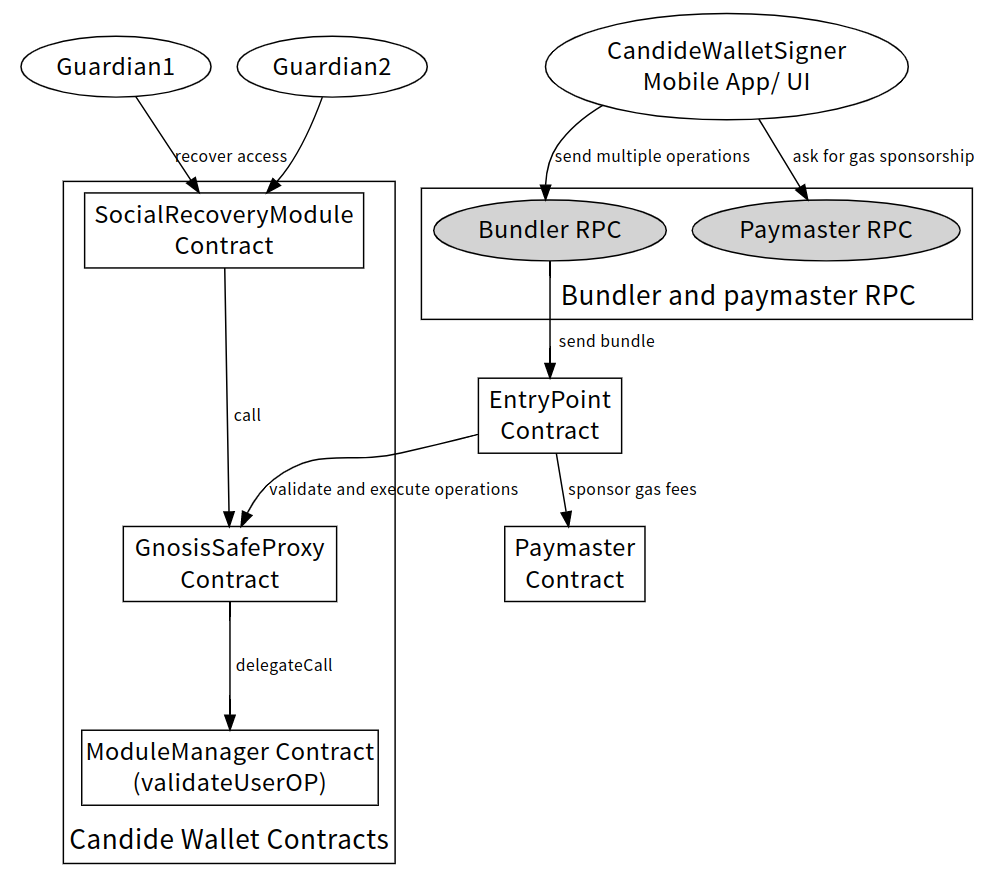 Guardian1
Guardian2
CandideWalletSigner
Mobile App/ UI
recover access
send multiple operations
ask for gas sponsorship
SocialRecoveryModule
Contract
Bundler RPC
Paymaster RPC
Bundler and paymaster RPC
send bundle
EntryPoint
Contract
call
validate and execute operations
sponsor gas fees
GnosisSafeProxy
Contract
Paymaster
Contract
delegateCall
ModuleManager Contract
(validateUserOP)
Candide Wallet Contracts